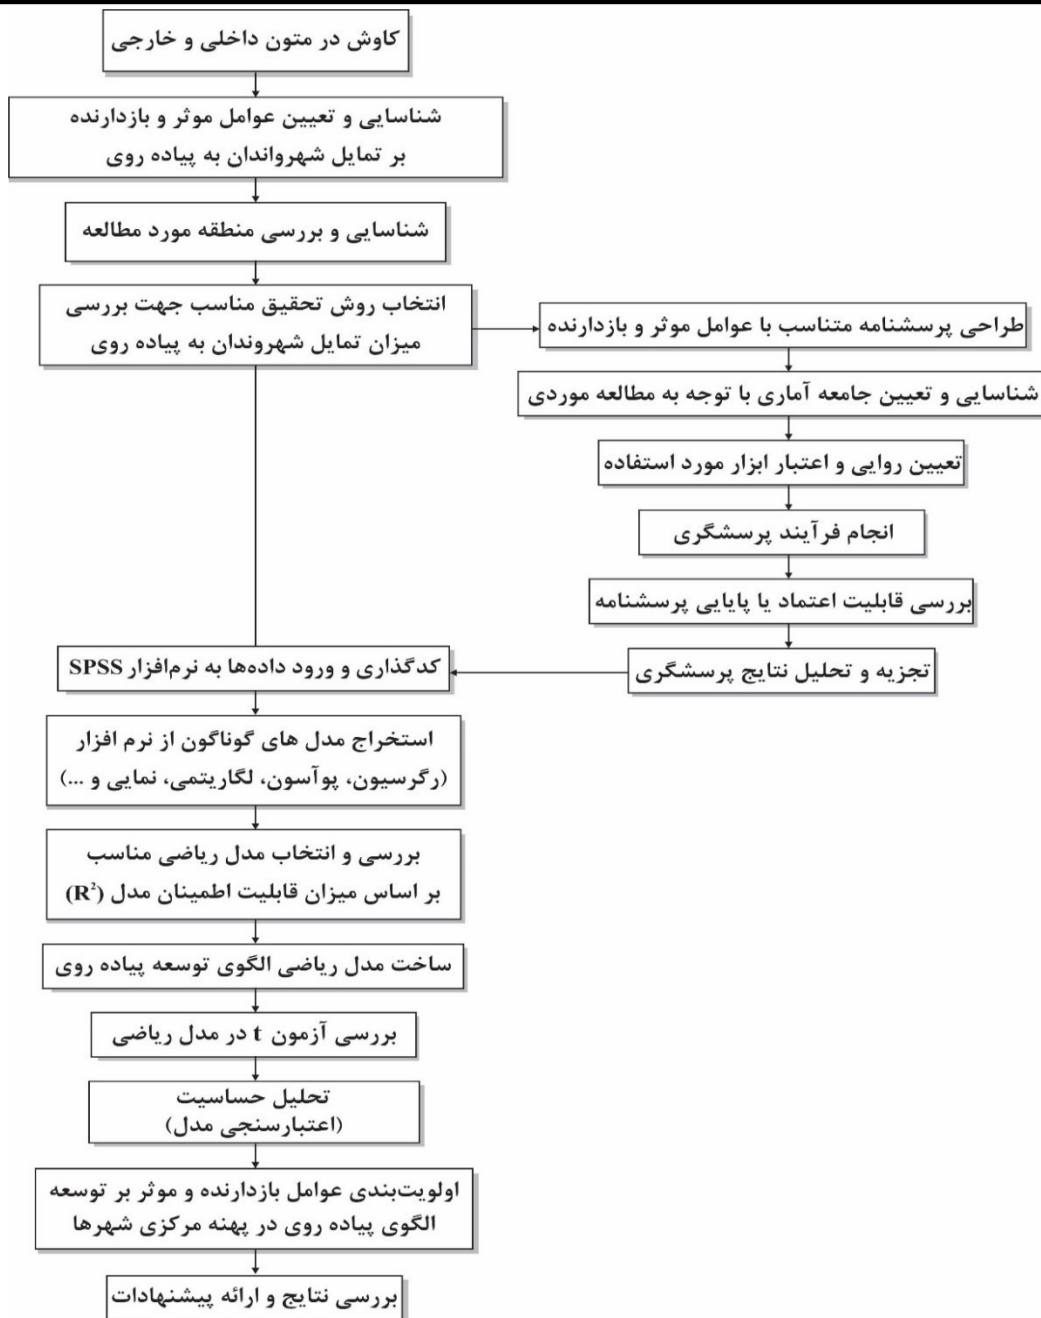 کاوش در متون داخلی و خارجی
شناسایی و تعیین عوامل موثر و بازدارنده
بر تمایل شهرواندان به پیاده روی
شناسایی و بررسی منطقه مورد مطالعه
انتخاب روش تحقیق مناسب جهت بررسی
میزان تمایل شهروندان به پیاده روی
طراحی پرسشنامه متناسب با عوامل موثر و بازدارنده
شناسایی و تعیین جامعه آماری با توجه به مطالعه موردی
تعیین روایی و اعتبار ابزار مورد استفاده
انجام فرآیند پرسشگری
بررسی قابلیت اعتماد یا پایایی پرسشنامه
تجزیه و تحلیل نتایج پرسشگری
کدگذاری و ورود داده‌ها به نرم‌افزار SPSS
استخراج مدل های گوناگون از نرم افزار
(رگرسیون، پوآسون، لگاریتمی، نمایی و ...)
بررسی و انتخاب مدل ریاضی مناسب
بر اساس میزان قابلیت اطمینان مدل (R²)
ساخت مدل ریاضی الگوی توسعه پیاده روی
بررسی آزمون t در مدل ریاضی
تحلیل حساسیت
(اعتبارسنجی مدل)
اولویت‌بندی عوامل بازدارنده و موثر بر توسعه
الگوی پیاده روی در پهنه مرکزی شهرها
بررسی نتایج و ارائه پیشنهادات